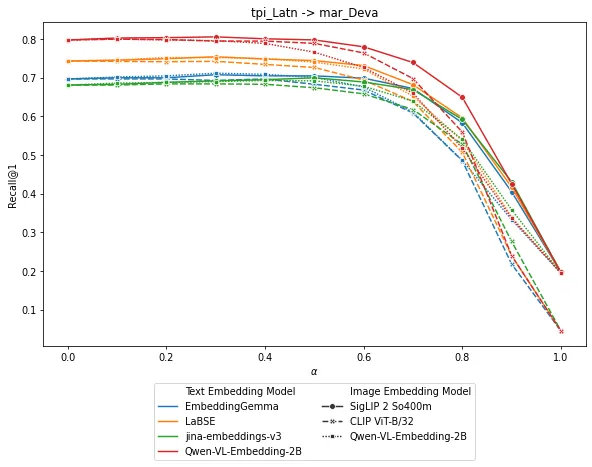 tpi_Latn -> mar_Deva
Recall@1
0.8
0.7
0.6
0.5
0.4
0.3
0.2
0.1
0.0 0.2 0.4 0.6 0.8 1.0
α
Text Embedding Model Image Embedding Model
EmbeddingGemma SigLIP 2 So400m
LaBSE CLIP ViT-B/32
jina-embeddings-v3 Qwen-VL-Embedding-2B
Qwen-VL-Embedding-2B